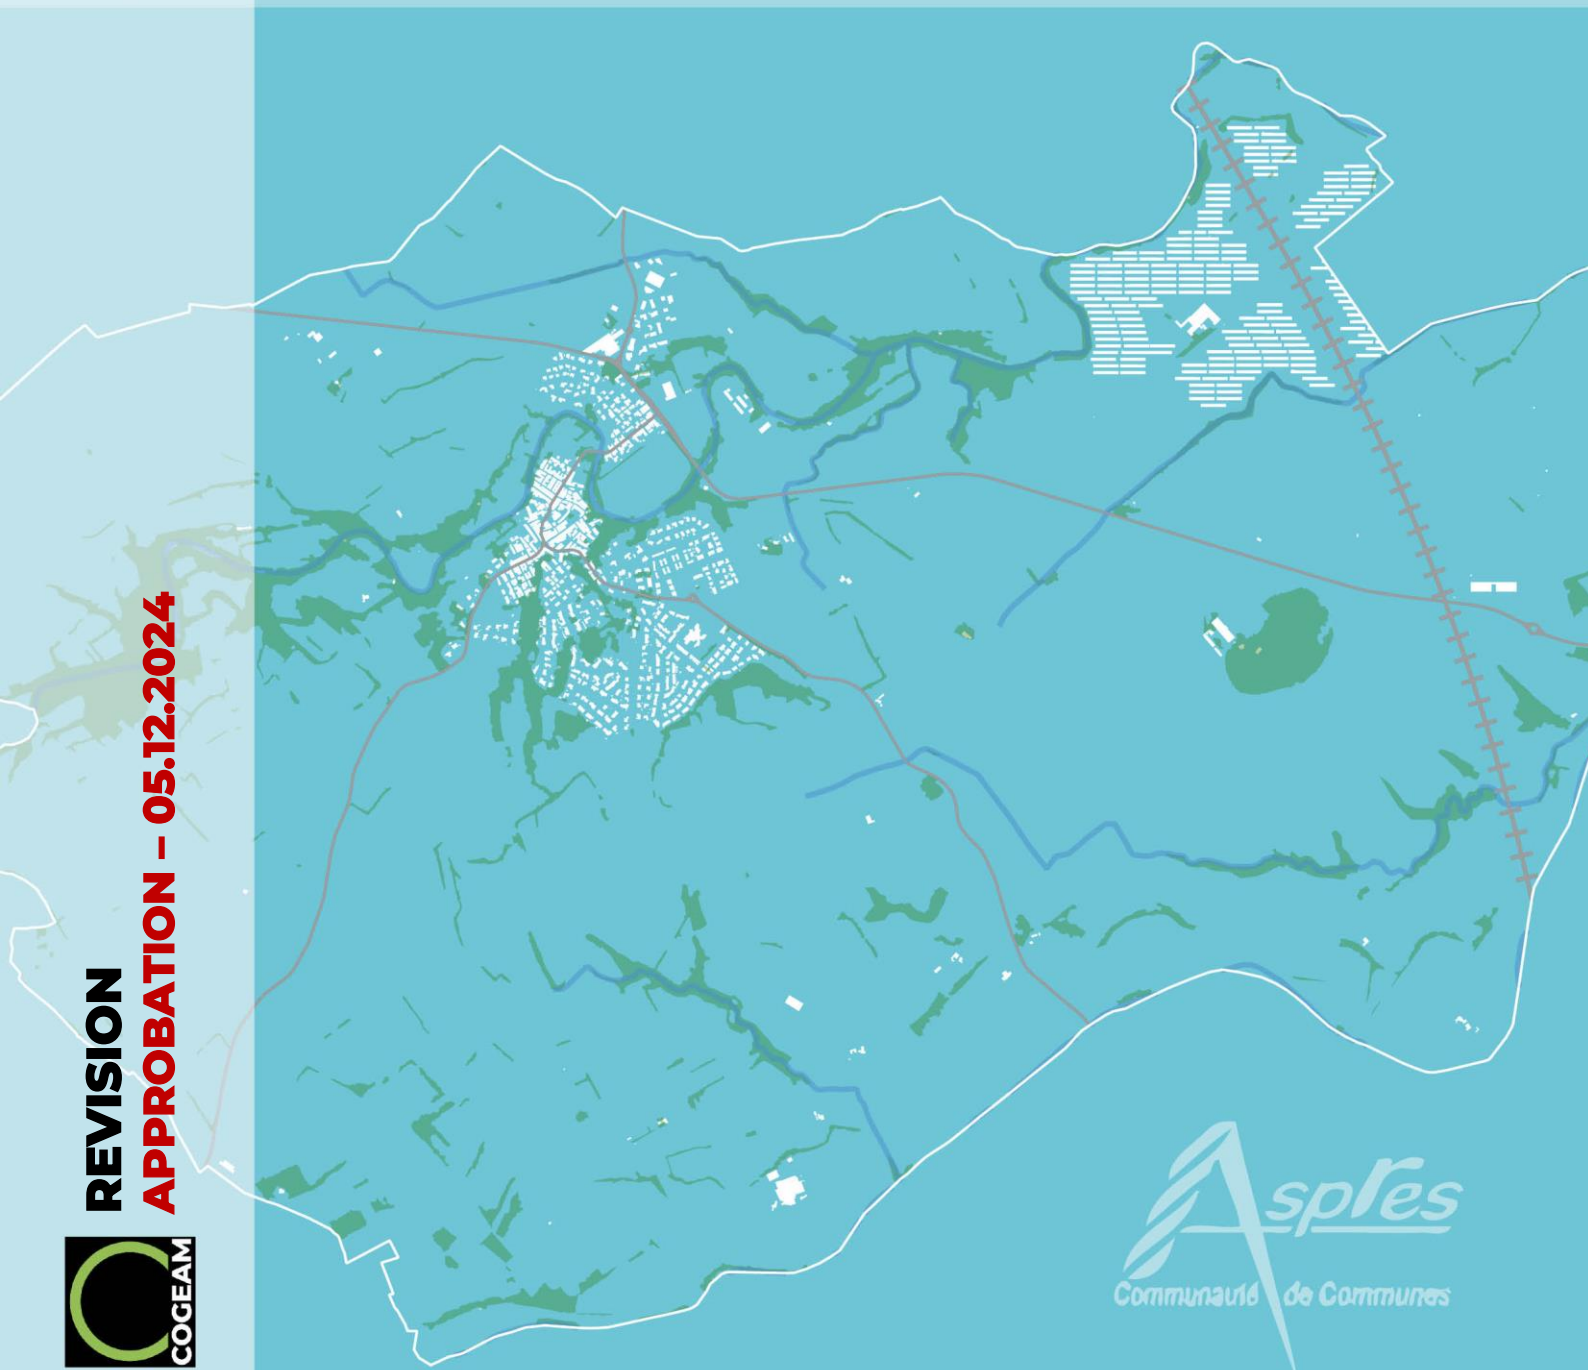 REVISION
APPROBATION – 05.12.2024
COGEAM
Aspres
Communauté de Communes